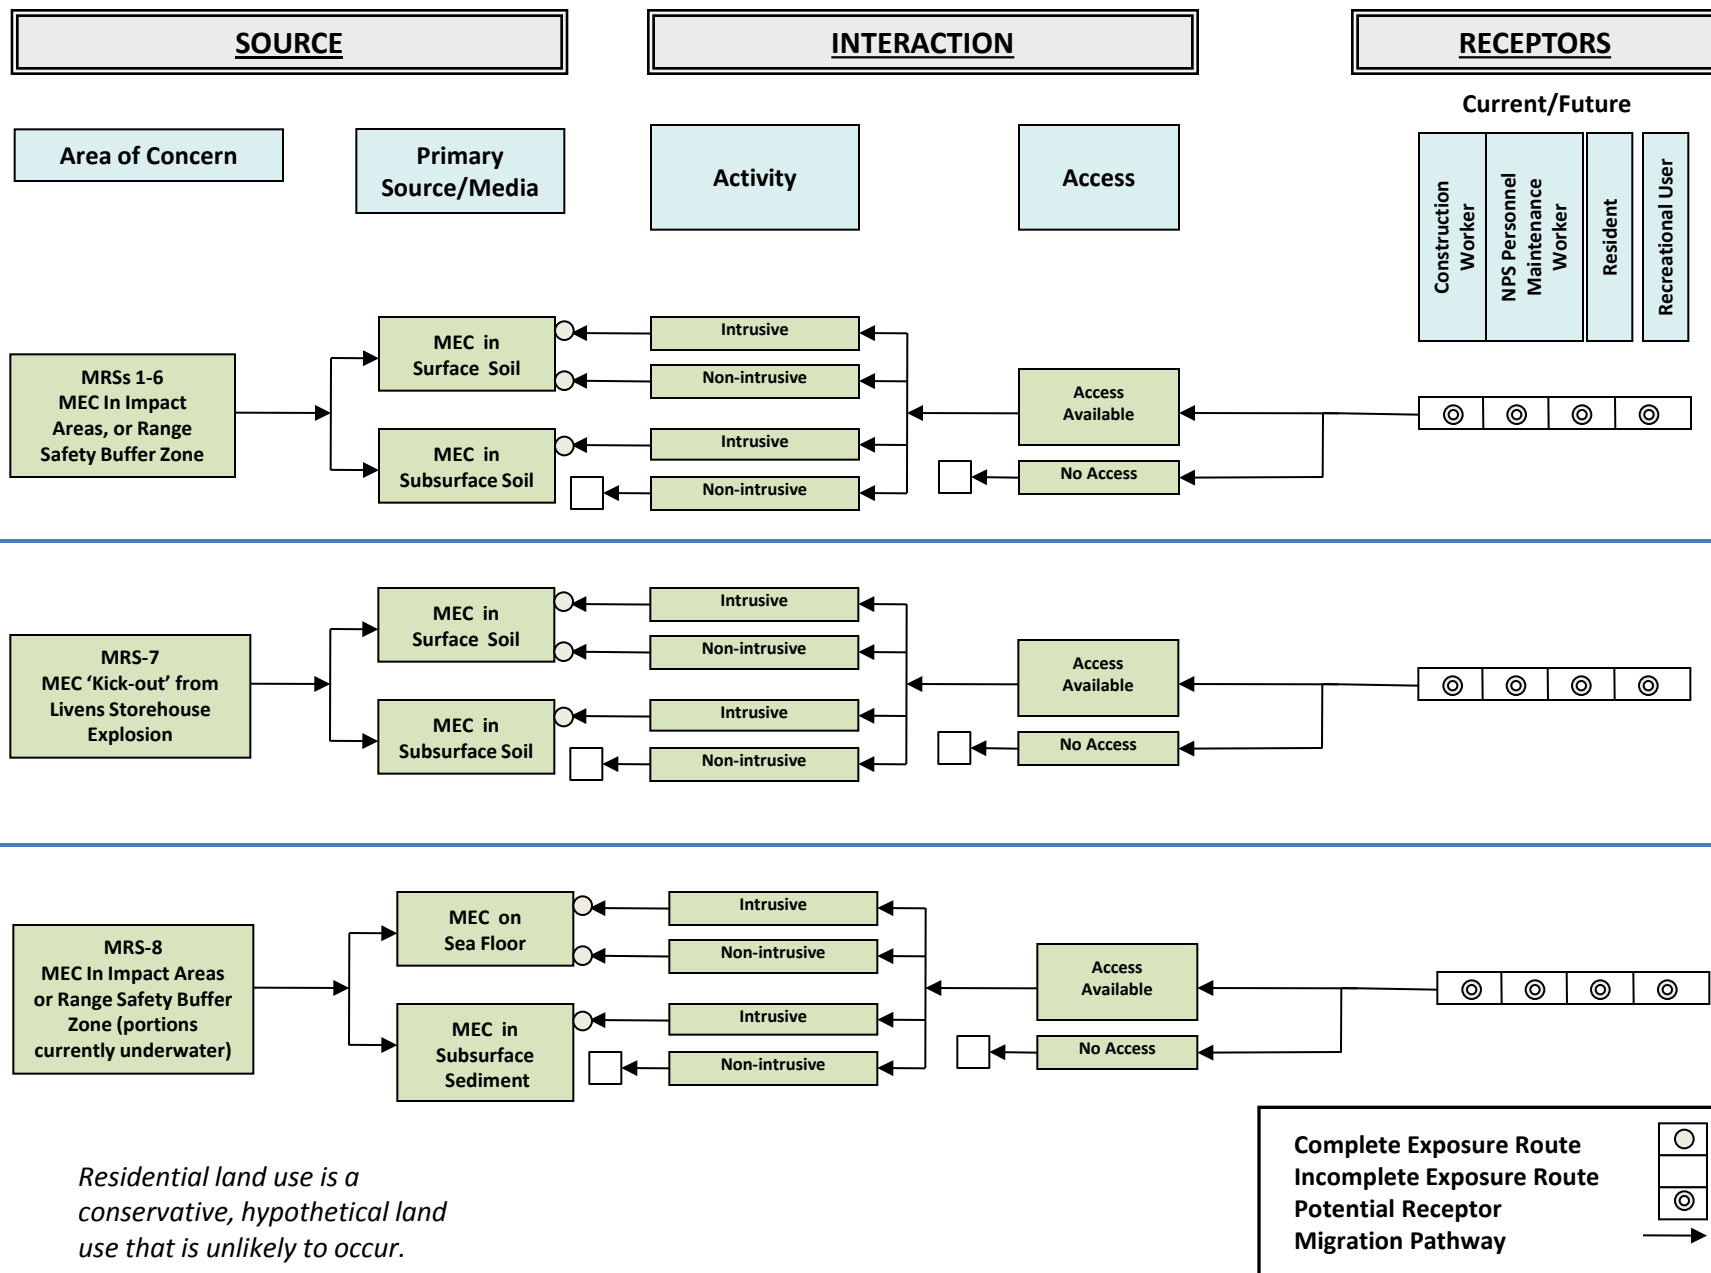 SOURCE
INTERACTION
RECEPTORS
Current/Future
Area of Concern
Primary
Source/Media
Activity
Access
Construction
Worker
NPS Personnel
Maintenance
Worker
Resident
Recreational User
MRSs 1-6
MEC In Impact
Areas, or Range
Safety Buffer Zone
MEC in
Surface Soil
MEC in
Subsurface Soil
Intrusive
Non-intrusive
Intrusive
Non-intrusive
Access
Available
No Access
MRS-7
MEC ‘Kick-out’ from
Livens Storehouse
Explosion
MEC in
Surface Soil
MEC in
Subsurface Soil
Intrusive
Non-intrusive
Intrusive
Non-intrusive
Access
Available
No Access
MRS-8
MEC In Impact Areas
or Range Safety Buffer
Zone (portions
currently underwater)
MEC on
Sea Floor
MEC in
Subsurface
Sediment
Intrusive
Non-intrusive
Intrusive
Non-intrusive
Access
Available
No Access
Residential land use is a
conservative, hypothetical land
use that is unlikely to occur.
Complete Exposure Route
Incomplete Exposure Route
Potential Receptor
Migration Pathway